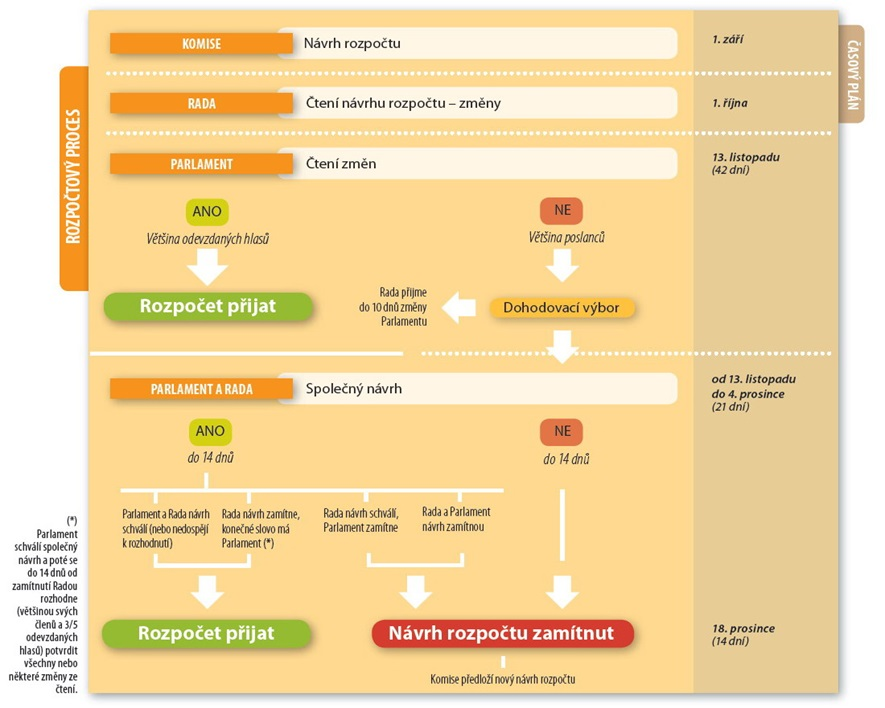 ROZPOČTOVÝ PROCES
ČASOVÝ PLÁN
KOMISE
Návrh rozpočtu
1. září
RADA
Čtení návrhu rozpočtu – změny
1. října
PARLAMENT
Čtení změn
13. listopadu
(42 dní)
ANO
Většina odevzdaných hlasů
NE
Většina poslanců
Rozpočet přijat
Rada přijme
do 10 dnů změny
Parlamentu
Dohodovací výbor
PARLAMENT A RADA
Společný návrh
od 13. listopadu
do 4. prosince
(21 dní)
ANO
do 14 dnů
NE
do 14 dnů
Parlament a Rada návrh
schválí (nebo nedospějí
k rozhodnutí)
Rada návrh zamítne,
konečné slovo má
Parlament (*)
Rada návrh schválí,
Parlament zamítne
Rada a Parlament
návrh zamítnou
Rozpočet přijat
Návrh rozpočtu zamítnut
18. prosince
(14 dní)
Komise předloží nový návrh rozpočtu
(*)
Parlament
schválí společný
návrh a poté se
do 14 dnů od
zamítnutí Radou
rozhodne
(většinou svých
členů a 3/5
odevzdaných
hlasů) potvrdit
všechny nebo
některé změny ze
čtení.